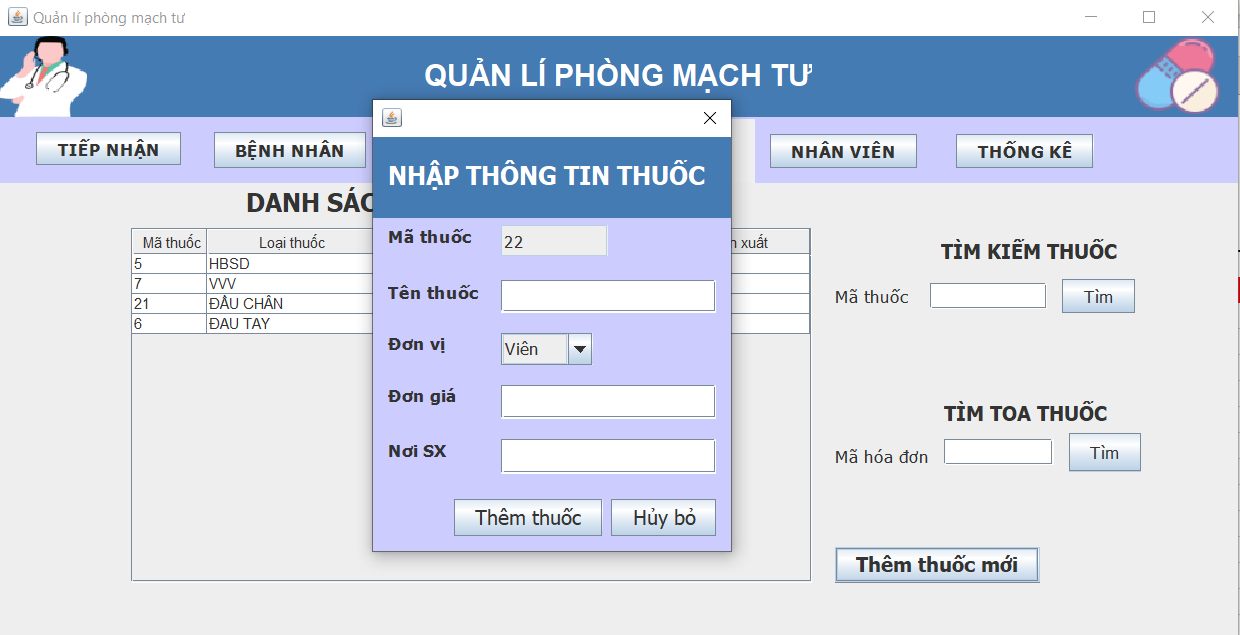 Quản lí phòng mạch tư
QUẢN LÍ PHÒNG MẠCH TƯ
TIẾP NHẬN
BỆNH NHÂN
NHÂN VIÊN
THỐNG KÊ
DANH SÁC
Mã thuốc
Loại thuốc
xuất
5 HBSD
7 VVV
21 ĐẦU CHÂN
6 ĐAU TAY
NHẬP THÔNG TIN THUỐC
Mã thuốc 22
Tên thuốc
Đơn vị Viên
Đơn giá
Nơi SX
Thêm thuốc Hủy bỏ
TÌM KIẾM THUỐC
Mã thuốc Tìm
TÌM TOA THUỐC
Mã hóa đơn Tìm
Thêm thuốc mới